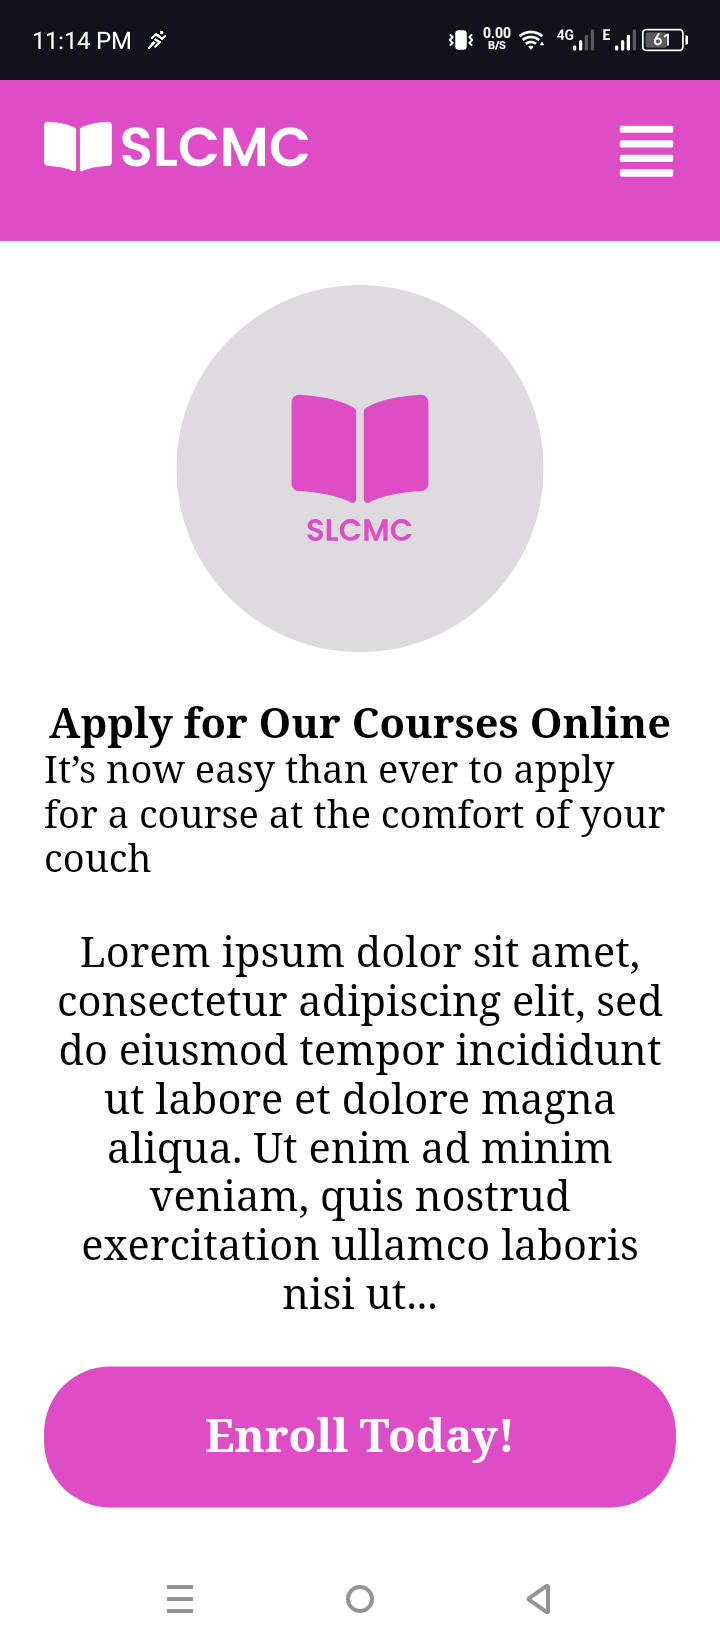 11:14 PM
0.00
B/S
4G
E
61
SLCMC
SLCMC
Apply for Our Courses Online
It’s now easy than ever to apply
for a course at the comfort of your
couch
Lorem ipsum dolor sit amet,
consectetur adipiscing elit, sed
do eiusmod tempor incididunt
ut labore et dolore magna
aliqua. Ut enim ad minim
veniam, quis nostrud
exercitation ullamco laboris
nisi ut...
Enroll Today!